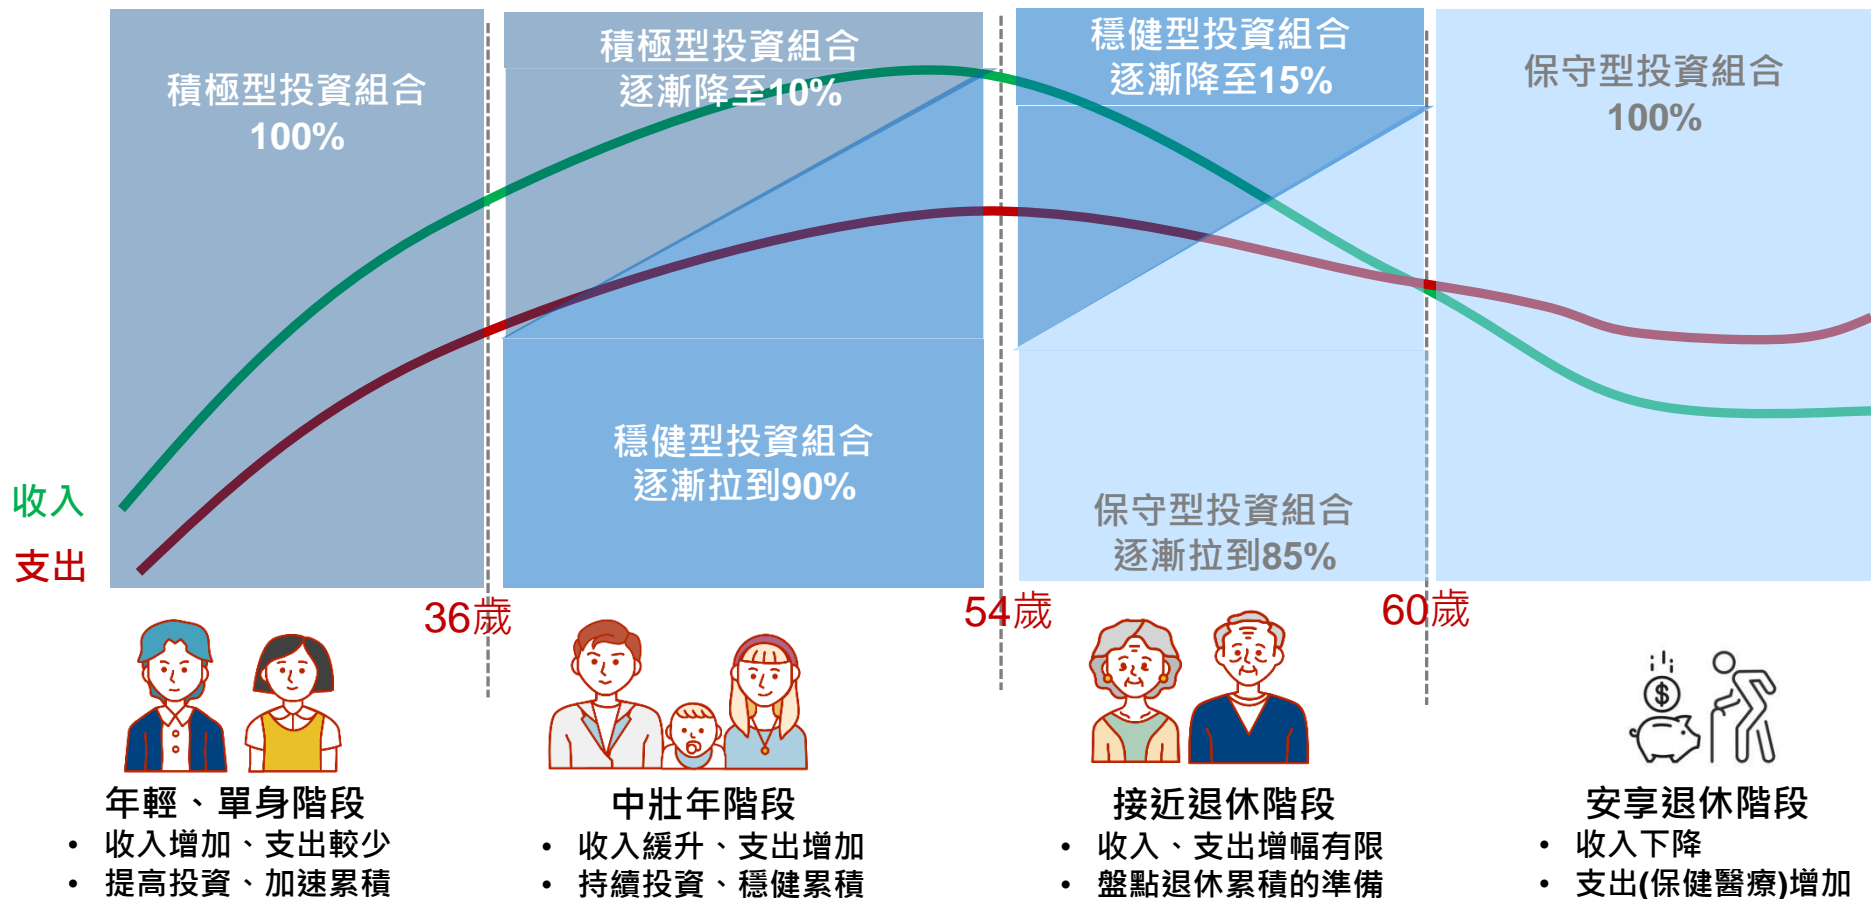 積極型投資組合
100%
積極型投資組合
逐漸降至10%
穩健型投資組合
逐漸降至15%
保守型投資組合
100%
穩健型投資組合
逐漸拉到90%
保守型投資組合
逐漸拉到85%
收入
支出
36歲
54歲
60歲
$
年輕、單身階段
• 收入增加、支出較少
• 提高投資、加速累積
中壯年階段
• 收入緩升、支出增加
• 持續投資、穩健累積
接近退休階段
• 收入、支出增幅有限
• 盤點退休累積的準備
安享退休階段
• 收入下降
• 支出(保健醫療)增加